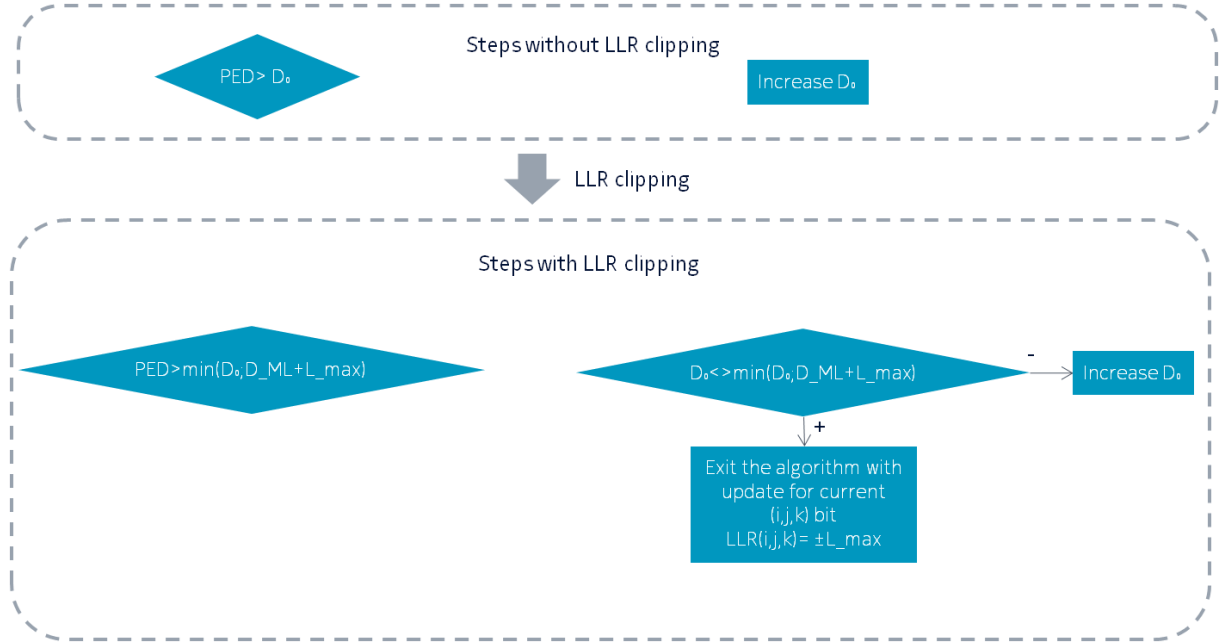 Steps without LLR clipping
PED> D₀
Increase D₀
LLR clipping
Steps with LLR clipping
PED>min(D₀;D_ML+L_max)
D₀<>min(D₀;D_ML+L_max)
-
Increase D₀
+
Exit the algorithm with
update for current
(i,j,k) bit
LLR(i,j,k)= ±L_max